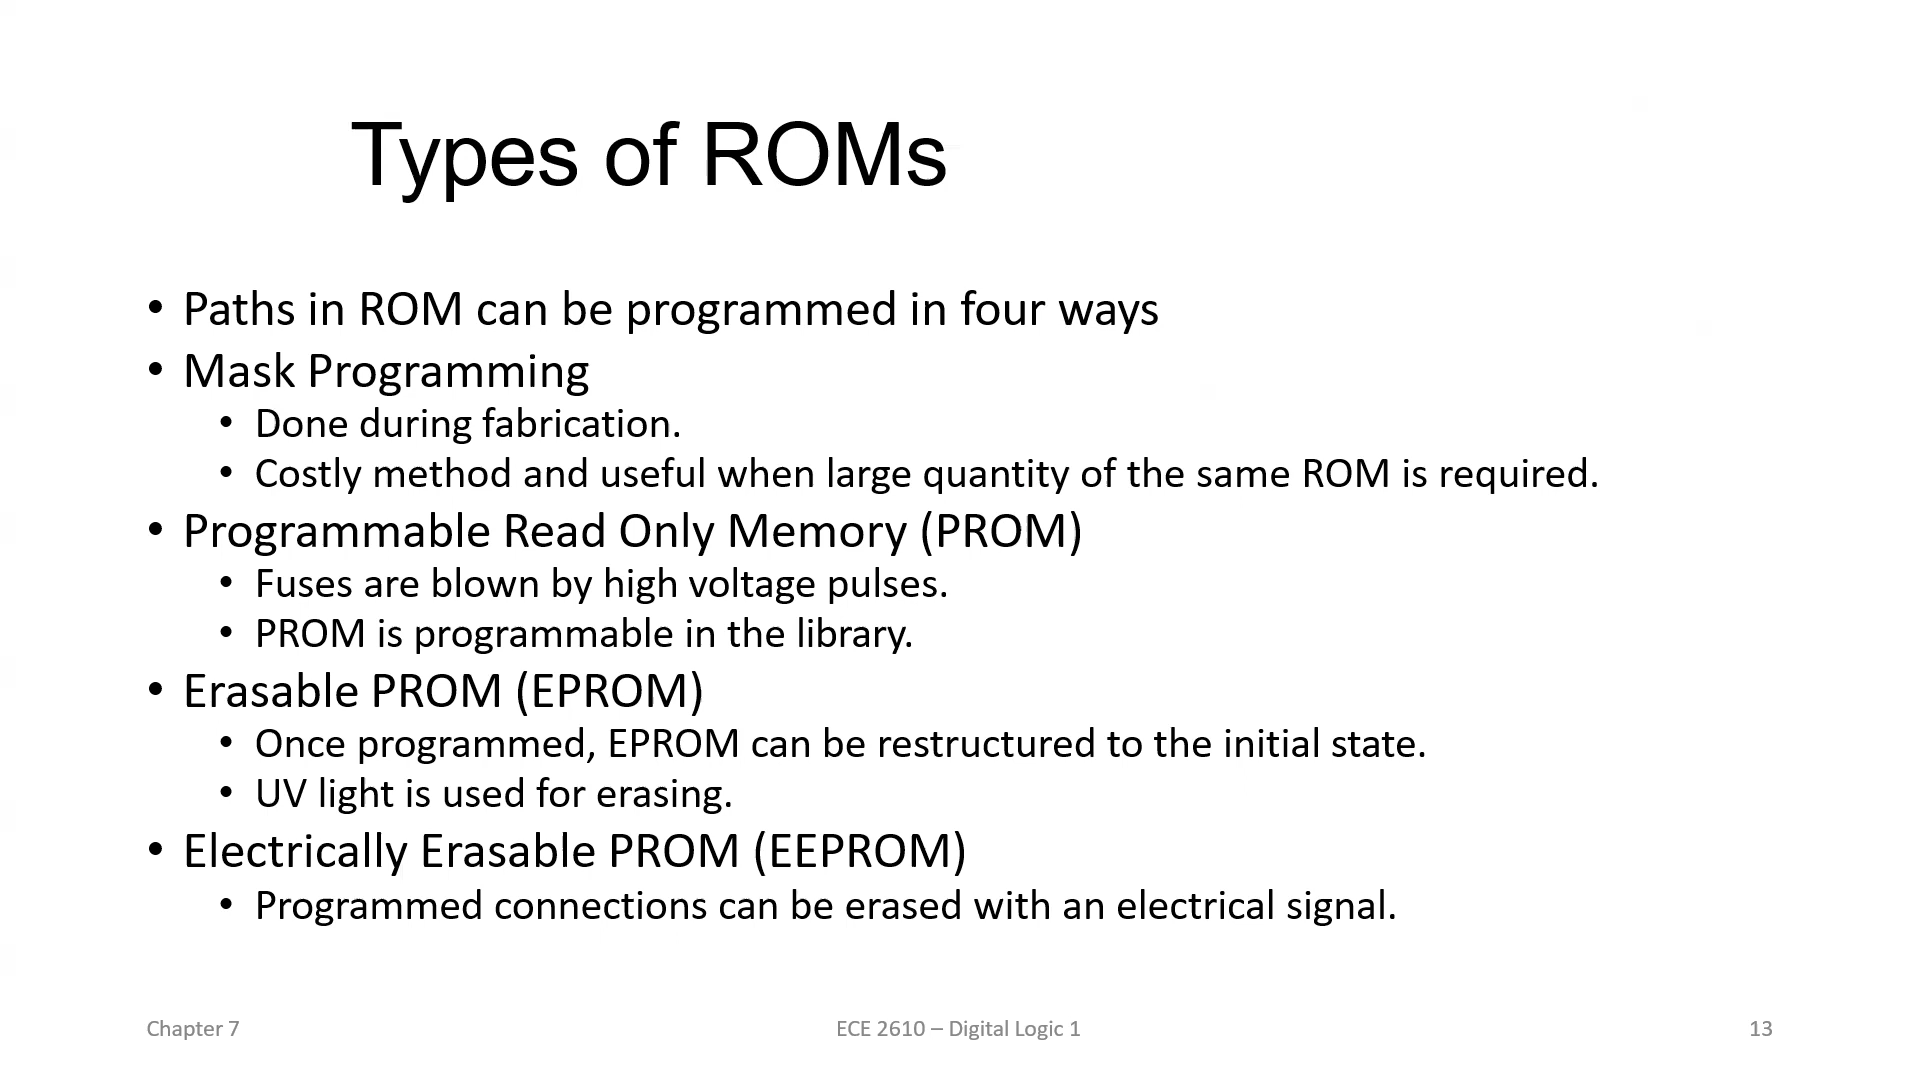 Types of ROMs
• Paths in ROM can be programmed in four ways
• Mask Programming
• Done during fabrication.
• Costly method and useful when large quantity of the same ROM is required.
• Programmable Read Only Memory (PROM)
• Fuses are blown by high voltage pulses.
• PROM is programmable in the library.
• Erasable PROM (EPROM)
• Once programmed, EPROM can be restructured to the initial state.
• UV light is used for erasing.
• Electrically Erasable PROM (EEPROM)
• Programmed connections can be erased with an electrical signal.
Chapter 7 ECE 2610 – Digital Logic 1 13